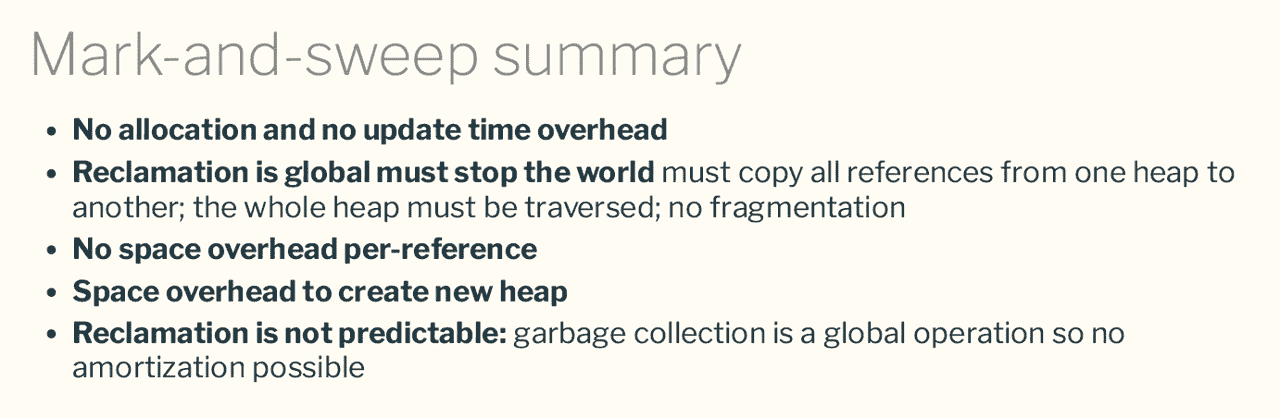 Mark-and-sweep summary
• No allocation and no update time overhead
• Reclamation is global must stop the world must copy all references from one heap to
another; the whole heap must be traversed; no fragmentation
• No space overhead per-reference
• Space overhead to create new heap
• Reclamation is not predictable: garbage collection is a global operation so no
amortization possible